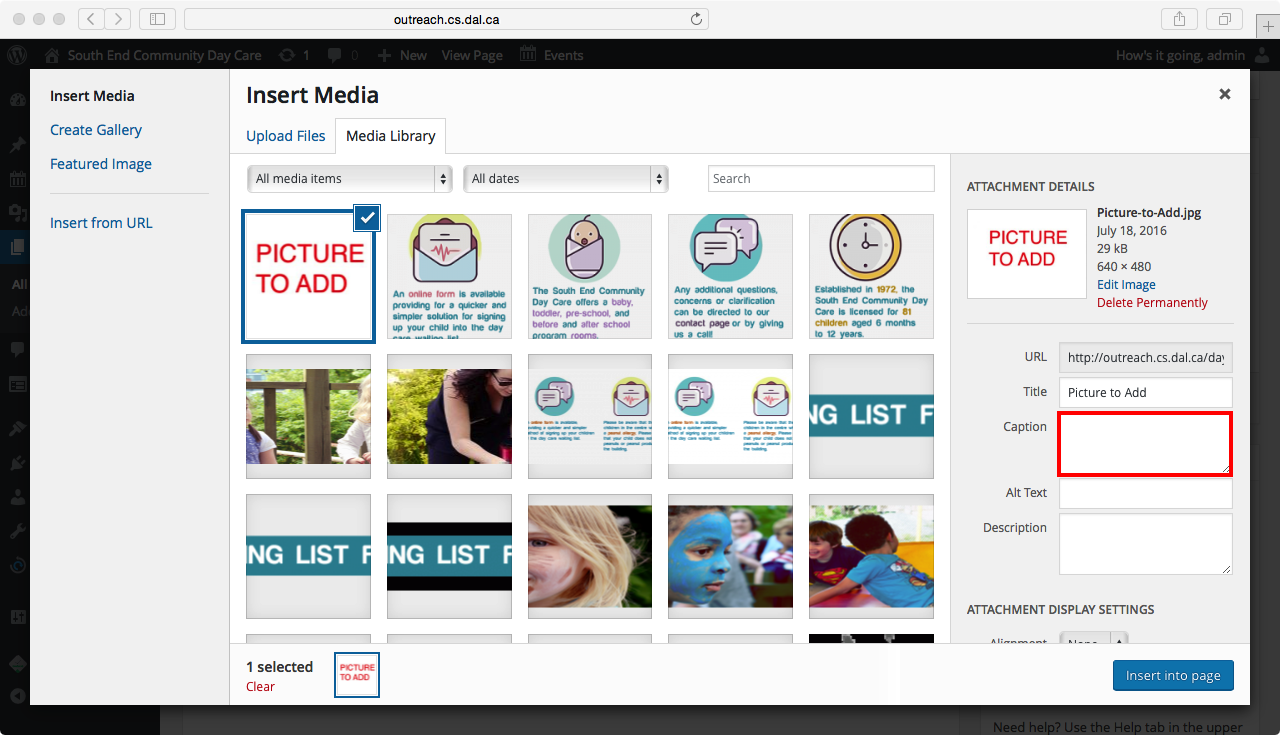 outreach.cs.dal.ca
South End Community Day Care
1
0
New
View Page
Events
How's it going, admin
Insert Media
Create Gallery
Featured Image
Insert from URL
All
Insert Media
Upload Files
Media Library
All media items
All dates
Search
PICTURE
TO ADD
An online form is available
providing for a quicker and
simpler solution for signing
up your child into the day
care waiting list
The South End Community
Day Care offers a baby,
toddler, pre-school, and
before and after school
program rooms.
Any additional questions,
concerns or clarification
can be directed to our
contact page or by giving
us a call!
Established in 1972, the
South End Community Day
Care is licensed for 81
children aged 6 months
to 12 years.
NG LIST F
NG LIST F
NG LIST F
ATTACHMENT DETAILS
PICTURE
TO ADD
Picture-to-Add.jpg
July 18, 2016
29 kB
640 × 480
Edit Image
Delete Permanently
URL
http://outreach.cs.dal.ca/day
Title
Picture to Add
Caption
Alt Text
Description
ATTACHMENT DISPLAY SETTINGS
Alignment
None
1 selected
Clear
PICTURE
TO ADD
Insert into page
Need help? Use the Help tab in the upper